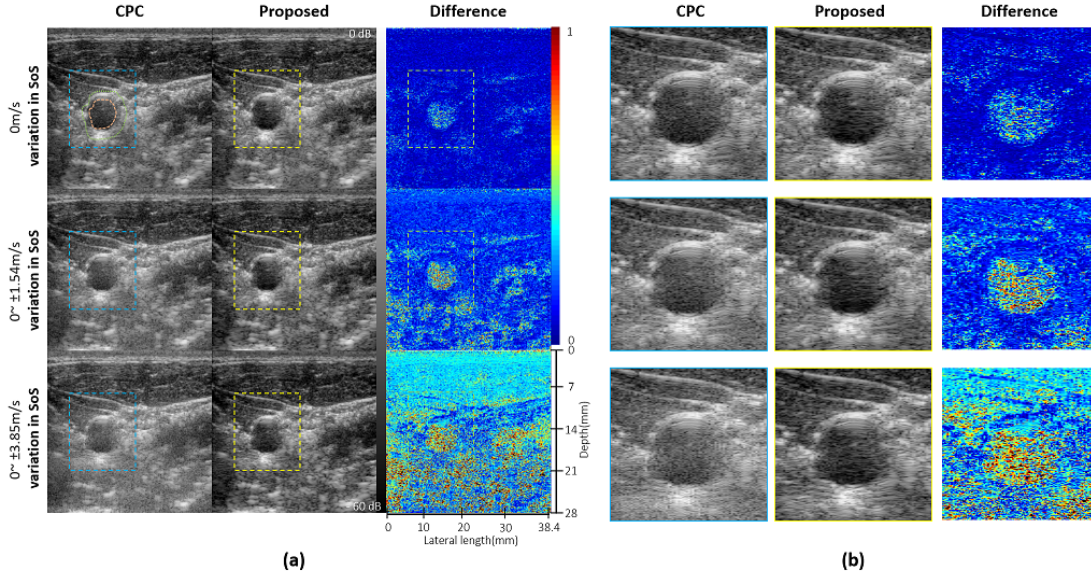 CPC Proposed Difference CPC Proposed Difference
0 dB
1
0m/s
variation in SoS
0~ ±1.54m/s
variation in SoS
0
0
7
14
21
28
Depth(mm)
0~ ±3.85m/s
variation in SoS
-60 dB
0 10 20 30 38.4
Lateral length(mm)
(a) (b)